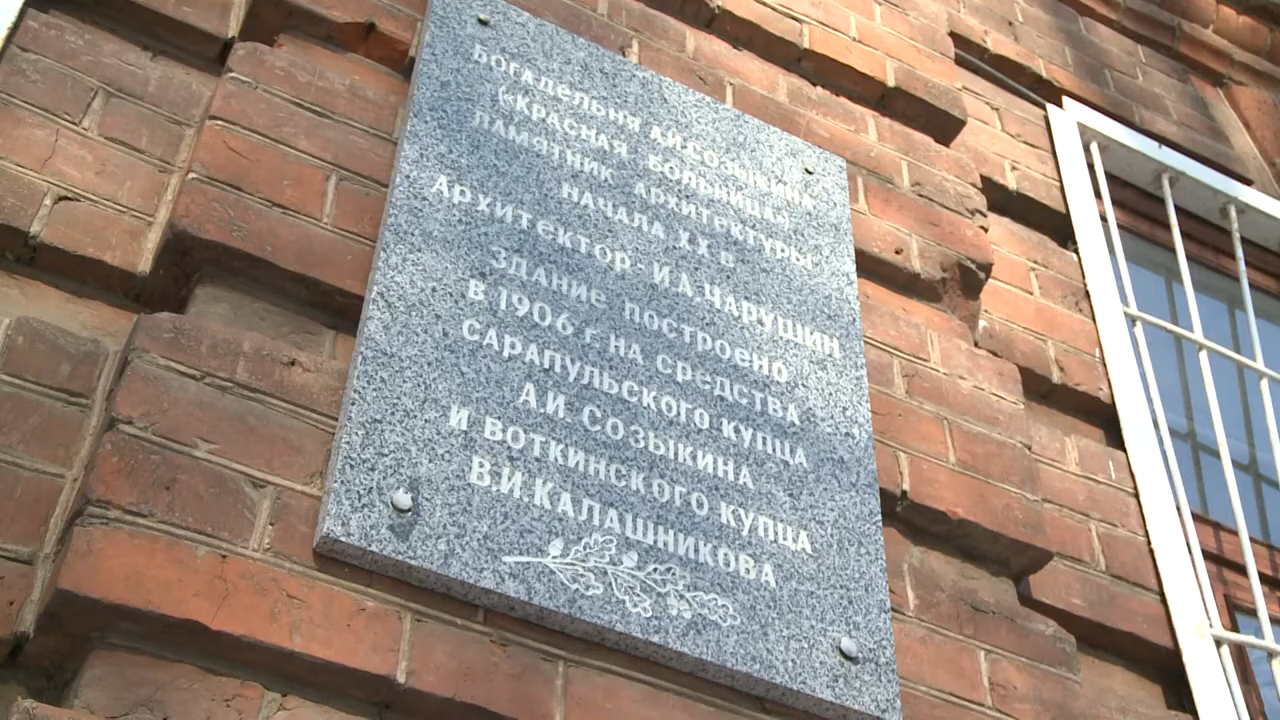 Богадельня А.И.Созыкина
(«Красная больница»)
памятник архитектуры
начала XX в.
Архитектор - И.А.Чарушин
Здание построено
в 1906 г. на средства
сарапульского купца
А.И. Созыкина
и воткинского купца
В.И.Калашникова